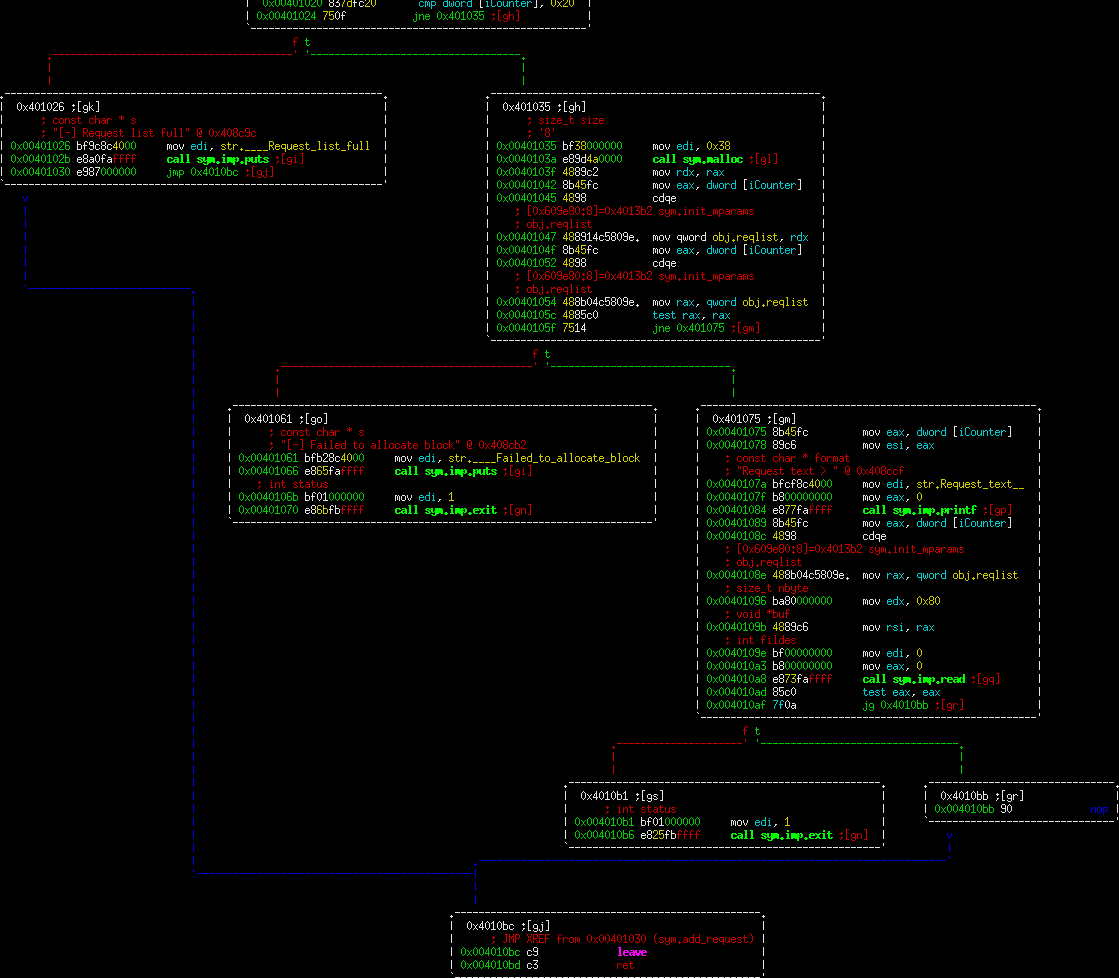 0x00401020 837dfc20 cmp dword [iCounter], 0x20
0x00401024 750f jne 0x401035 ;[gh]
f t
0x401026 ;[gk]
; const char * s
; "[-] Request list full" @ 0x408c9c
0x00401026 bf9c8c4000 mov edi, str.____Request_list_full
0x0040102b e8a0faffff call sym.imp.puts ;[gi]
0x00401030 e987000000 jmp 0x4010bc ;[gj]
v
0x401035 ;[gh]
; size_t size
; '8'
0x00401035 bf38000000 mov edi, 0x38
0x0040103a e89d4a0000 call sym.malloc ;[gl]
0x0040103f 4889c2 mov rdx, rax
0x00401042 8b45fc mov eax, dword [iCounter]
0x00401045 4898 cdqe
; [0x609e80:8]=0x4013b2 sym.init_mparams
; obj.reqlist
0x00401047 488914c5809e. mov qword obj.reqlist, rdx
0x0040104f 8b45fc mov eax, dword [iCounter]
0x00401052 4898 cdqe
; [0x609e80:8]=0x4013b2 sym.init_mparams
; obj.reqlist
0x00401054 488b04c5809e. mov rax, qword obj.reqlist
0x0040105c 4885c0 test rax, rax
0x0040105f 7514 jne 0x401075 ;[gm]
f t
0x401061 ;[go]
; const char * s
; "[-] Failed to allocate block" @ 0x408cb2
0x00401061 bfb28c4000 mov edi, str.____Failed_to_allocate_block
0x00401066 e865faffff call sym.imp.puts ;[gi]
; int status
0x0040106b bf01000000 mov edi, 1
0x00401070 e86bfbffff call sym.imp.exit ;[gn]
0x401075 ;[gm]
0x00401075 8b45fc mov eax, dword [iCounter]
0x00401078 89c6 mov esi, eax
; const char * format
; "Request text > " @ 0x408ccf
0x0040107a bfcf8c4000 mov edi, str.Request_text__
0x0040107f b800000000 mov eax, 0
0x00401084 e877faffff call sym.imp.printf ;[gp]
0x00401089 8b45fc mov eax, dword [iCounter]
0x0040108c 4898 cdqe
; [0x609e80:8]=0x4013b2 sym.init_mparams
; obj.reqlist
0x0040108e 488b04c5809e. mov rax, qword obj.reqlist
; size_t nbyte
0x00401096 ba80000000 mov edx, 0x80
; void *buf
0x0040109b 4889c6 mov rsi, rax
; int fildes
0x0040109e bf00000000 mov edi, 0
0x004010a3 b800000000 mov eax, 0
0x004010a8 e873faffff call sym.imp.read ;[gq]
0x004010ad 85c0 test eax, eax
0x004010af 7f0a jg 0x4010bb ;[gr]
f t
0x4010b1 ;[gs]
; int status
0x004010b1 bf01000000 mov edi, 1
0x004010b6 e825fbffff call sym.imp.exit ;[gn]
0x4010bb ;[gr]
0x004010bb 90 nop
v
0x4010bc ;[gj]
; JMP XREF from 0x00401030 (sym.add_request)
0x004010bc c9 leave
0x004010bd c3 ret